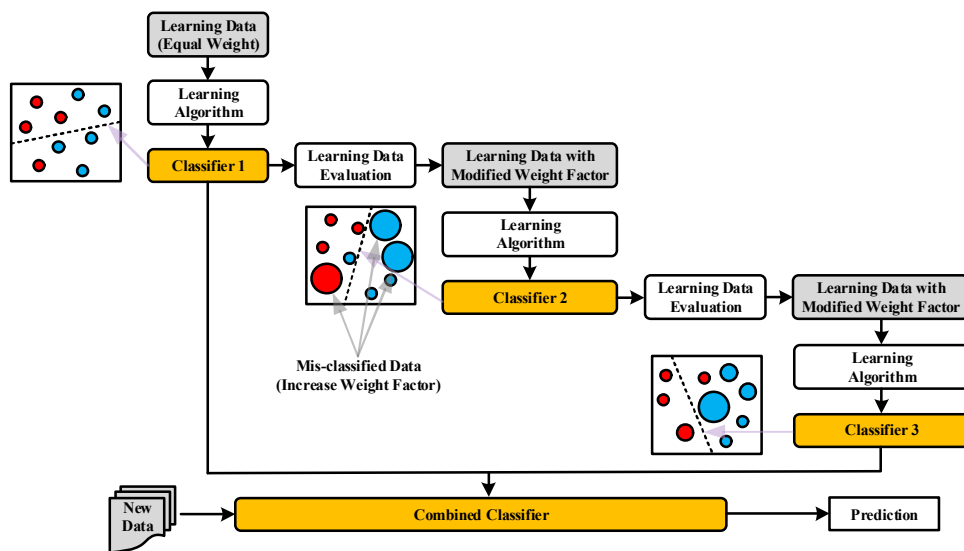 Learning Data
(Equal Weight)
Learning
Algorithm
Classifier 1
Learning Data
Evaluation
Learning Data with
Modified Weight Factor
Learning
Algorithm
Classifier 2
Learning Data
Evaluation
Learning Data with
Modified Weight Factor
Mis-classified Data
(Increase Weight Factor)
Learning
Algorithm
Classifier 3
New
Data
Combined Classifier
Prediction